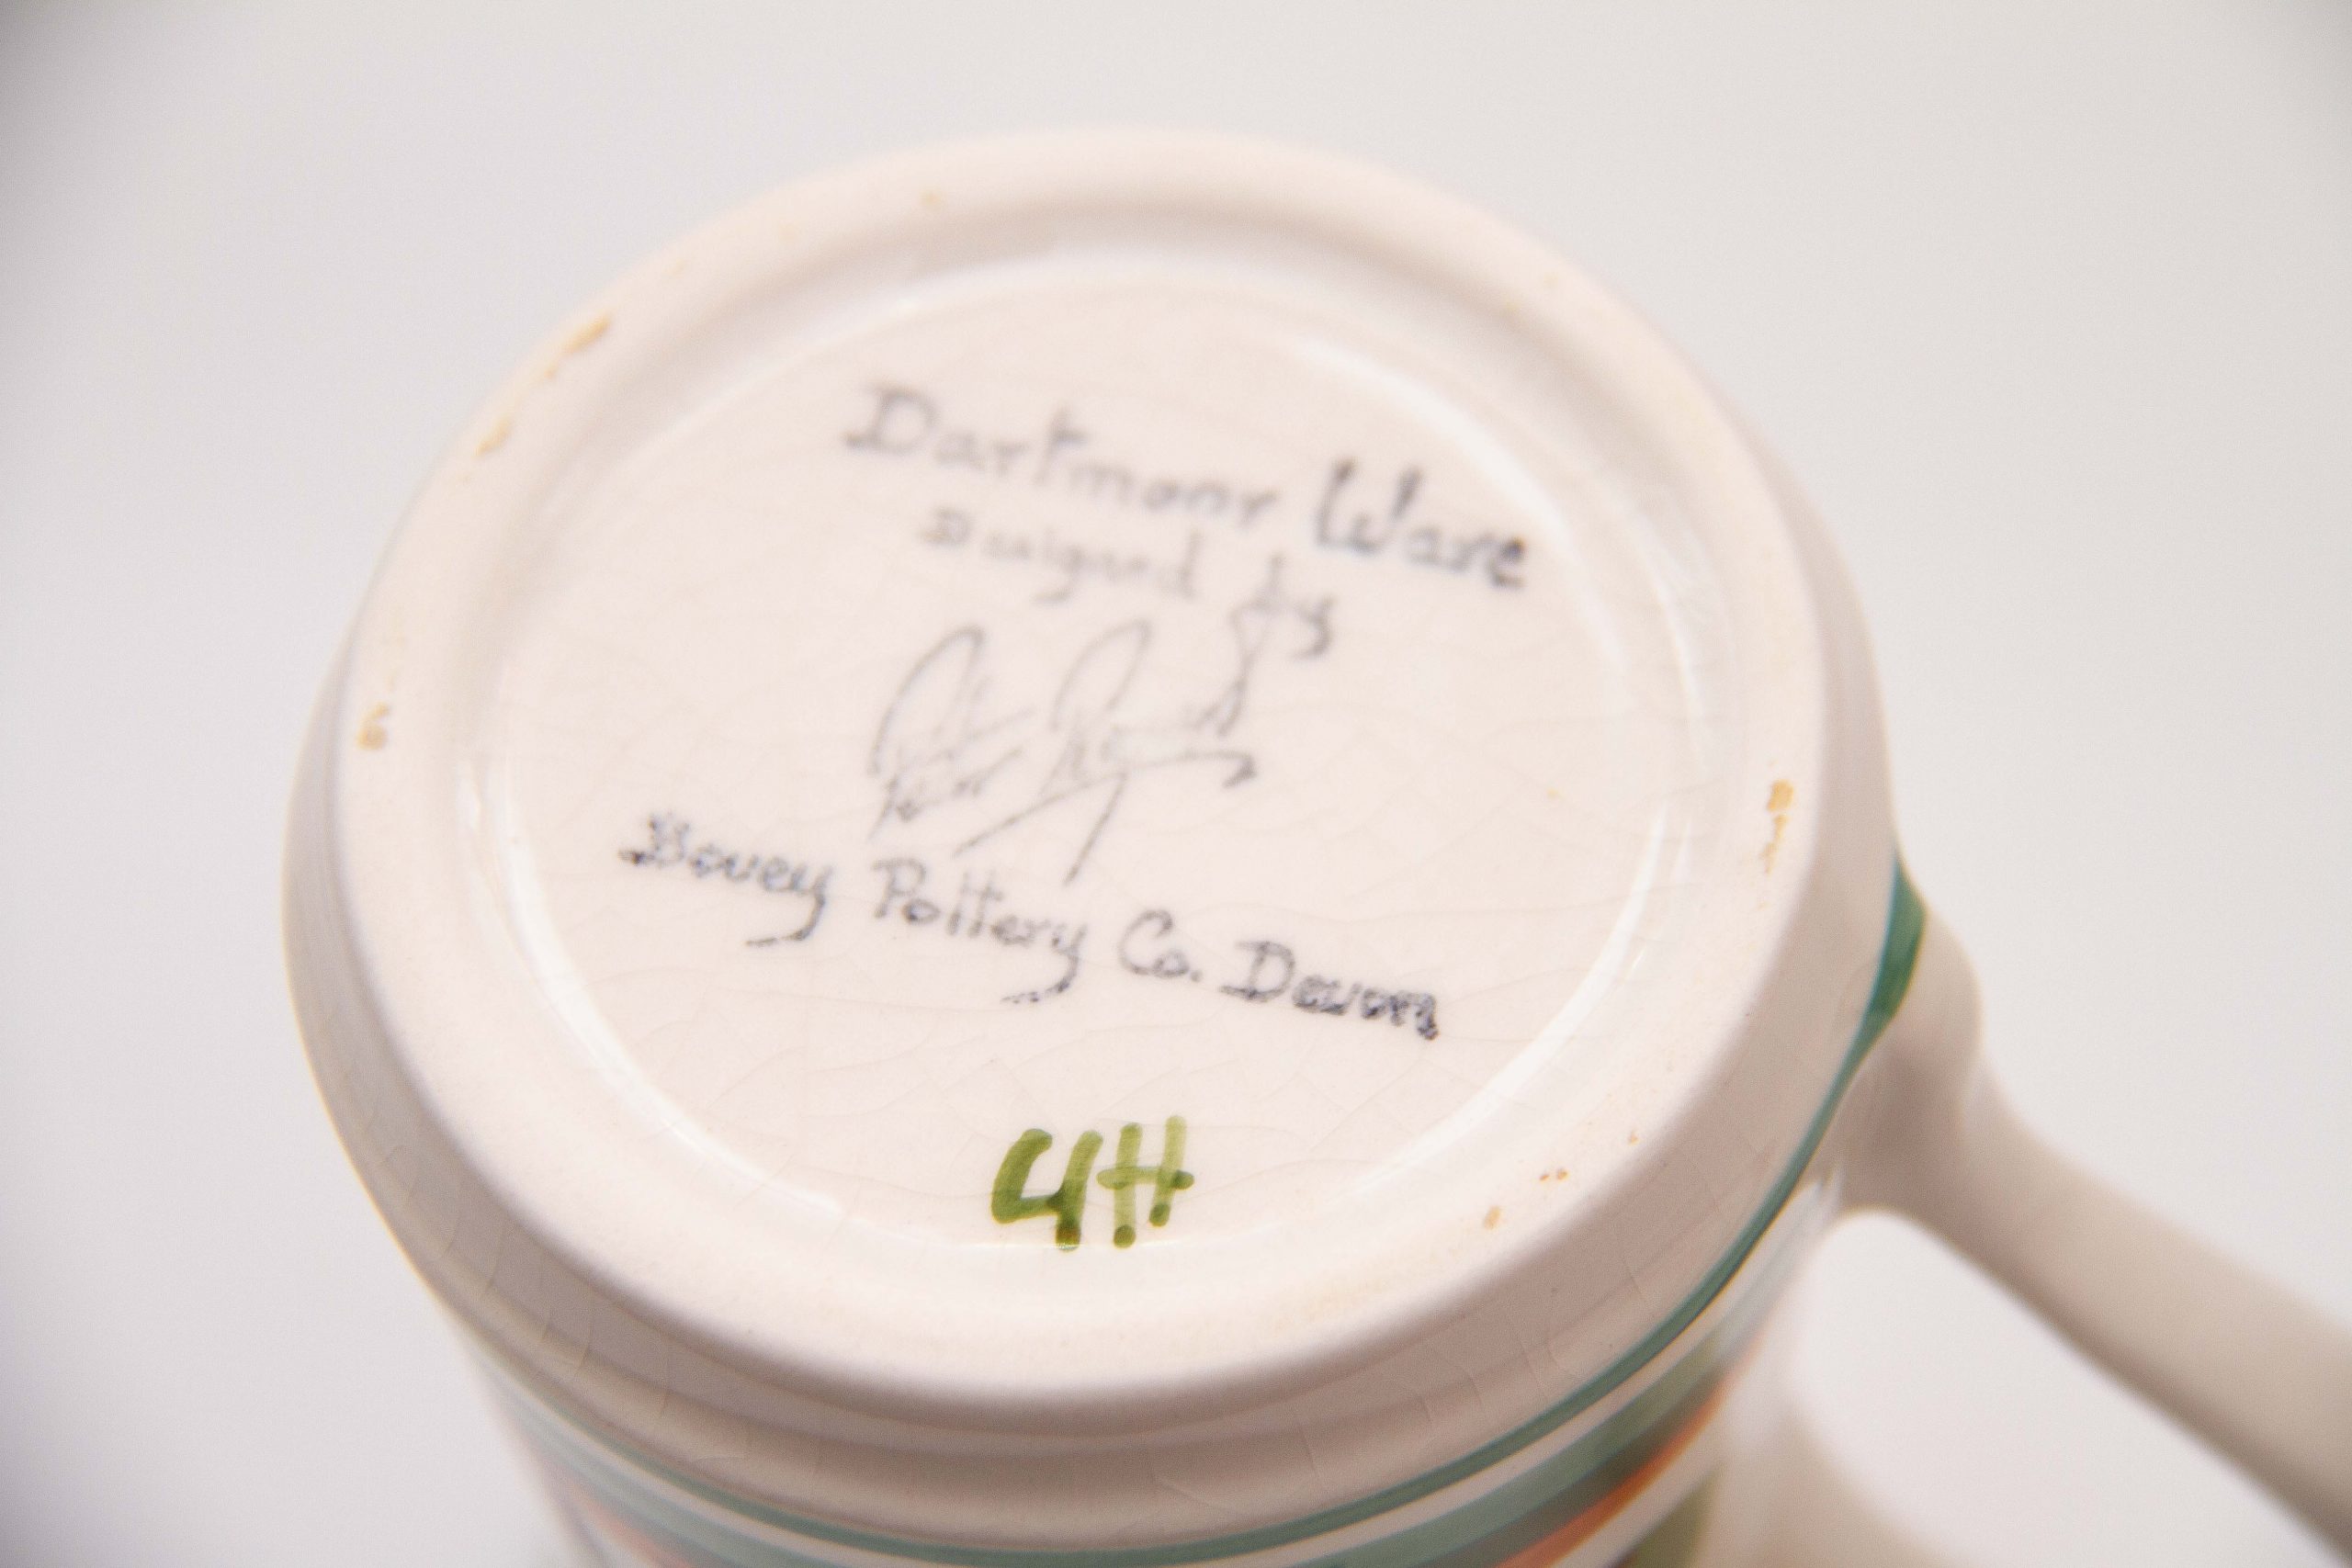 Dartmoor Ware
Designed by
Bovey Pottery Co. Devon
4H